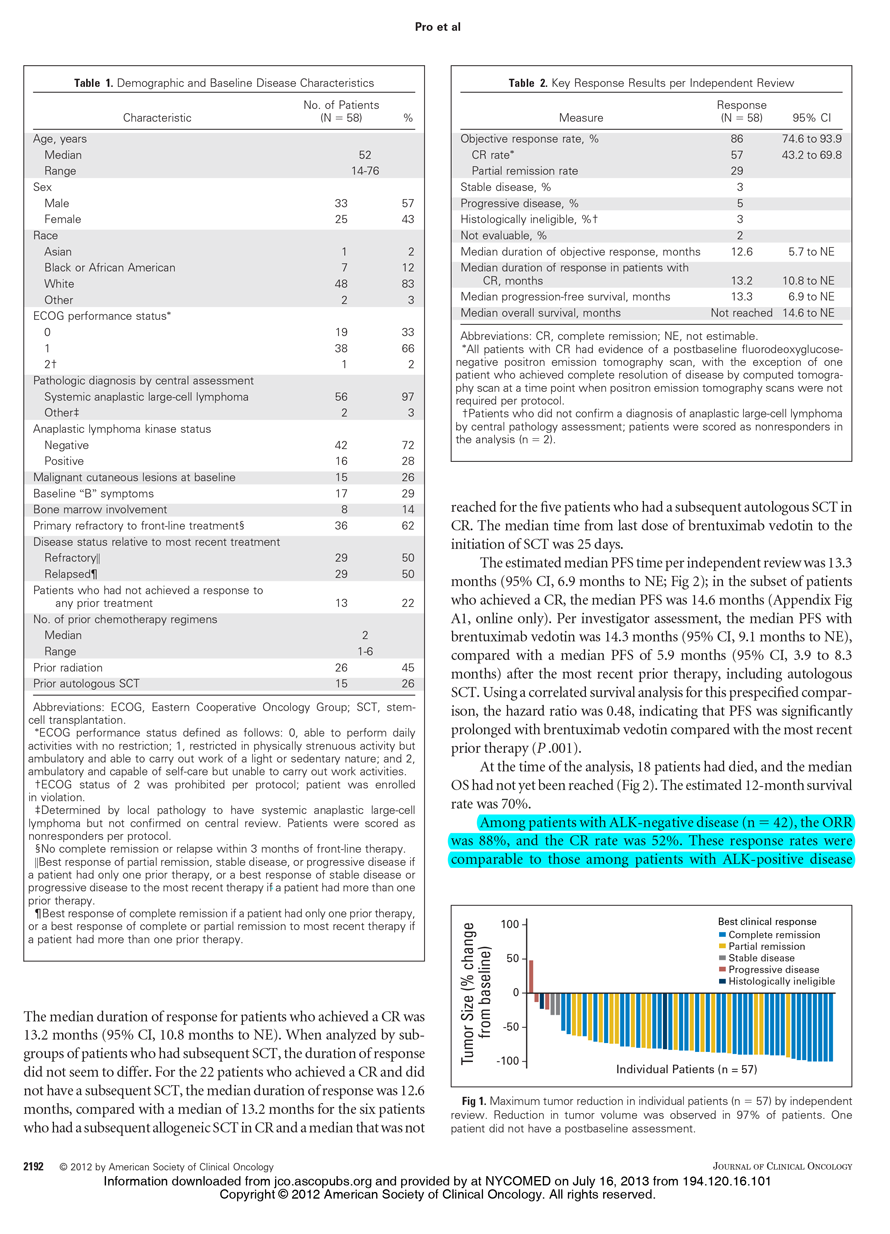 Pro et al
Table 1. Demographic and Baseline Disease Characteristics
Characteristic
No. of Patients
(N = 58)
%
Age, years
Median 52
Range 14-76
Sex
Male 33 57
Female 25 43
Race
Asian 1 2
Black or African American 7 12
White 48 83
Other 2 3
ECOG performance status*
0 19 33
1 38 66
2† 1 2
Pathologic diagnosis by central assessment
Systemic anaplastic large-cell lymphoma 56 97
Other‡ 2 3
Anaplastic lymphoma kinase status
Negative 42 72
Positive 16 28
Malignant cutaneous lesions at baseline 15 26
Baseline “B” symptoms 17 29
Bone marrow involvement 8 14
Primary refractory to front-line treatment§ 36 62
Disease status relative to most recent treatment
Refractory|| 29 50
Relapsed¶ 29 50
Patients who had not achieved a response to
any prior treatment 13 22
No. of prior chemotherapy regimens
Median 2
Range 1-6
Prior radiation 26 45
Prior autologous SCT 15 26
Abbreviations: ECOG, Eastern Cooperative Oncology Group; SCT, stem-
cell transplantation.
*ECOG performance status defined as follows: 0, able to perform daily
activities with no restriction; 1, restricted in physically strenuous activity but
ambulatory and able to carry out work of a light or sedentary nature; and 2,
ambulatory and capable of self-care but unable to carry out work activities.
†ECOG status of 2 was prohibited per protocol; patient was enrolled
in violation.
‡Determined by local pathology to have systemic anaplastic large-cell
lymphoma but not confirmed on central review. Patients were scored as
nonresponders per protocol.
§No complete remission or relapse within 3 months of front-line therapy.
||Best response of partial remission, stable disease, or progressive disease if
a patient had only one prior therapy, or a best response of stable disease or
progressive disease to the most recent therapy if a patient had more than one
prior therapy.
¶Best response of complete remission if a patient had only one prior therapy,
or a best response of complete or partial remission to most recent therapy if
a patient had more than one prior therapy.
The median duration of response for patients who achieved a CR was
13.2 months (95% CI, 10.8 months to NE). When analyzed by sub-
groups of patients who had subsequent SCT, the duration of response
did not seem to differ. For the 22 patients who achieved a CR and did
not have a subsequent SCT, the median duration of response was 12.6
months, compared with a median of 13.2 months for the six patients
who had a subsequent allogeneic SCT in CR and a median that was not
Table 2. Key Response Results per Independent Review
Measure
Response
(N = 58)
95% CI
Objective response rate, % 86 74.6 to 93.9
CR rate* 57 43.2 to 69.8
Partial remission rate 29
Stable disease, % 3
Progressive disease, % 5
Histologically ineligible, %† 3
Not evaluable, % 2
Median duration of objective response, months 12.6 5.7 to NE
Median duration of response in patients with
CR, months 13.2 10.8 to NE
Median progression-free survival, months 13.3 6.9 to NE
Median overall survival, months Not reached 14.6 to NE
Abbreviations: CR, complete remission; NE, not estimable.
*All patients with CR had evidence of a postbaseline fluorodeoxyglucose-
negative positron emission tomography scan, with the exception of one
patient who achieved complete resolution of disease by computed tomogra-
phy scan at a time point when positron emission tomography scans were not
required per protocol.
†Patients who did not confirm a diagnosis of anaplastic large-cell lymphoma
by central pathology assessment; patients were scored as nonresponders in
the analysis (n = 2).
reached for the five patients who had a subsequent autologous SCT in
CR. The median time from last dose of brentuximab vedotin to the
initiation of SCT was 25 days.
The estimated median PFS time per independent review was 13.3
months (95% CI, 6.9 months to NE; Fig 2); in the subset of patients
who achieved a CR, the median PFS was 14.6 months (Appendix Fig
A1, online only). Per investigator assessment, the median PFS with
brentuximab vedotin was 14.3 months (95% CI, 9.1 months to NE),
compared with a median PFS of 5.9 months (95% CI, 3.9 to 8.3
months) after the most recent prior therapy, including autologous
SCT. Using a correlated survival analysis for this prespecified compar-
ison, the hazard ratio was 0.48, indicating that PFS was significantly
prolonged with brentuximab vedotin compared with the most recent
prior therapy (P .001).
At the time of the analysis, 18 patients had died, and the median
OS had not yet been reached (Fig 2). The estimated 12-month survival
rate was 70%.
Among patients with ALK-negative disease (n = 42), the ORR
was 88%, and the CR rate was 52%. These response rates were
comparable to those among patients with ALK-positive disease
Tumor Size (% change
from baseline)
100
50
0
-50
-100
Best clinical response
Complete remission
Partial remission
Stable disease
Progressive disease
Histologically ineligible
Individual Patients (n = 57)
Fig 1. Maximum tumor reduction in individual patients (n = 57) by independent
review. Reduction in tumor volume was observed in 97% of patients. One
patient did not have a postbaseline assessment.
2192 © 2012 by American Society of Clinical Oncology
JOURNAL OF CLINICAL ONCOLOGY
Information downloaded from jco.ascopubs.org and provided by at NYCOMED on July 16, 2013 from 194.120.16.101
Copyright © 2012 American Society of Clinical Oncology. All rights reserved.